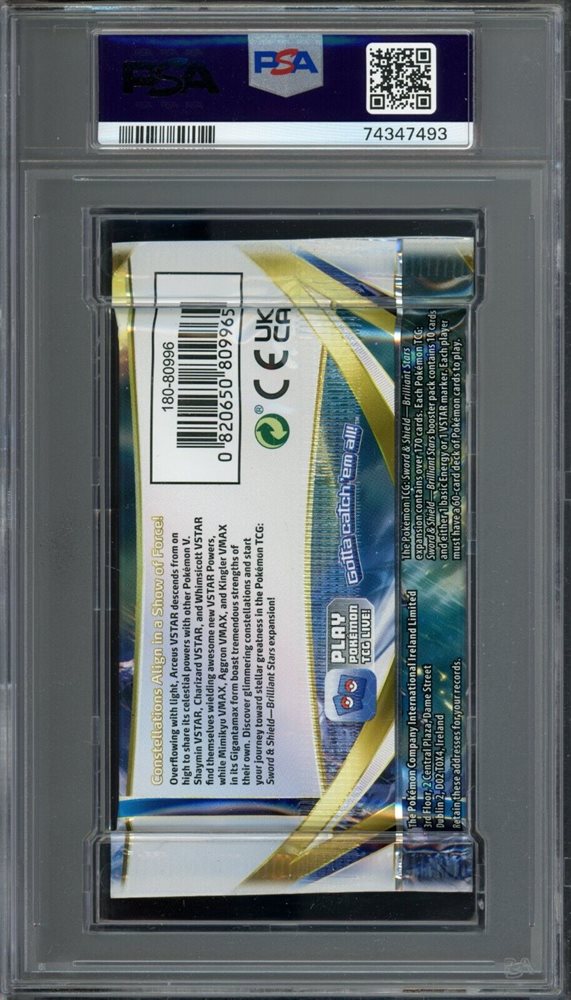 PSA
PSA
74347493
180-80996
0 820650 809965
CE UK CA
Constellations Align in a Show of Force!
Overflowing with light, Arceus VSTAR descends from on
high to share its celestial powers with other Pokémon V.
Shaymin VSTAR, Charizard VSTAR, and Whimsicott VSTAR
find themselves wielding awesome new VSTAR Powers,
while Mimikyu VMAX, Aggron VMAX, and Kingler VMAX
in its Gigantamax form boast tremendous strengths of
their own. Discover glimmering constellations and start
your journey toward stellar greatness in the Pokémon TCG:
Sword & Shield—Brilliant Stars expansion!
PLAY
POKÉMON
TCG LIVE!
Gotta catch 'em all!™
The Pokémon Company International Ireland Limited
3rd Floor, 2 Central Plaza, Dame Street
Dublin 2, D02 T0X4, Ireland
Retain these addresses for your records.
The Pokémon TCG: Sword & Shield—Brilliant Stars
expansion contains over 170 cards. Each Pokémon TCG:
Sword & Shield—Brilliant Stars booster pack contains 10 cards
and either 1 basic Energy or 1 VSTAR marker. Each player
must have a 60-card deck of Pokémon cards to play.
PSA